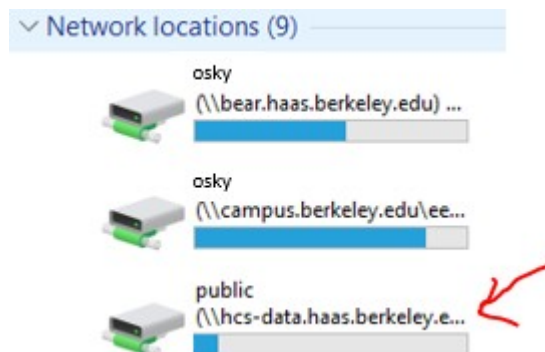 Network locations (9)
osky
(\\bear.haas.berkeley.edu) ...
osky
(\\campus.berkeley.edu\ee...
public
(\\hcs-data.haas.berkeley.e...